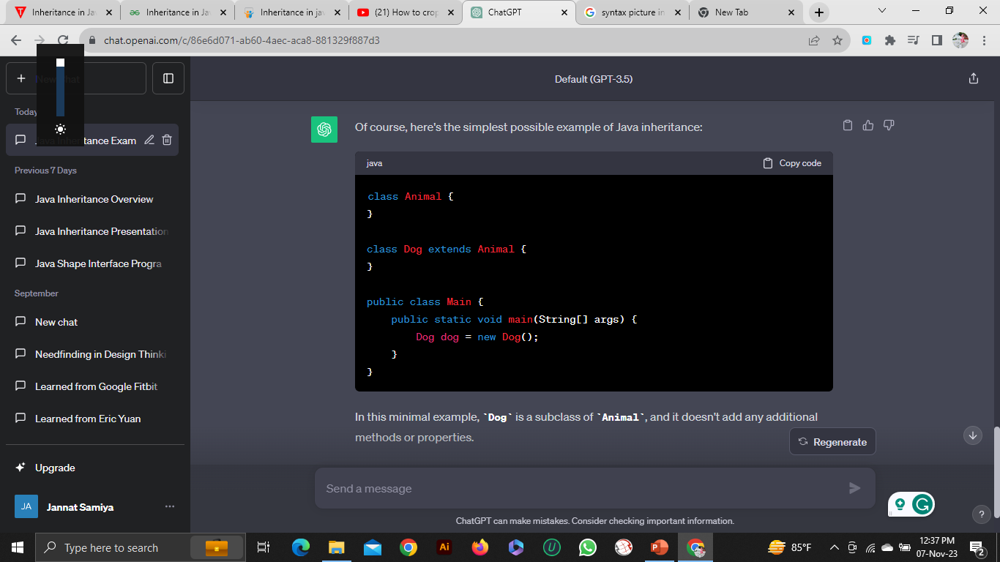 Inheritance in Ja
Inheritance in Ja
Inheritance in jav
(21) How to crop
ChatGPT
syntax picture in
New Tab
chat.openai.com/c/86e6d071-ab60-4aec-aca8-881329f887d3
New chat
Default (GPT-3.5)
Today
Java Inheritance Exam
Previous 7 Days
Java Inheritance Overview
Java Inheritance Presentation
Java Shape Interface Progra
September
New chat
Needfinding in Design Thinki
Learned from Google Fitbit
Learned from Eric Yuan
Upgrade
JA
Jannat Samiya
Of course, here's the simplest possible example of Java inheritance:
java
Copy code
class Animal {
}
class Dog extends Animal {
}
public class Main {
public static void main(String[] args) {
Dog dog = new Dog();
}
}
In this minimal example, `Dog` is a subclass of `Animal`, and it doesn't add any additional
methods or properties.
Regenerate
Send a message
ChatGPT can make mistakes. Consider checking important information.
?
Type here to search
Ai
85°F
12:37 PM
07-Nov-23
2